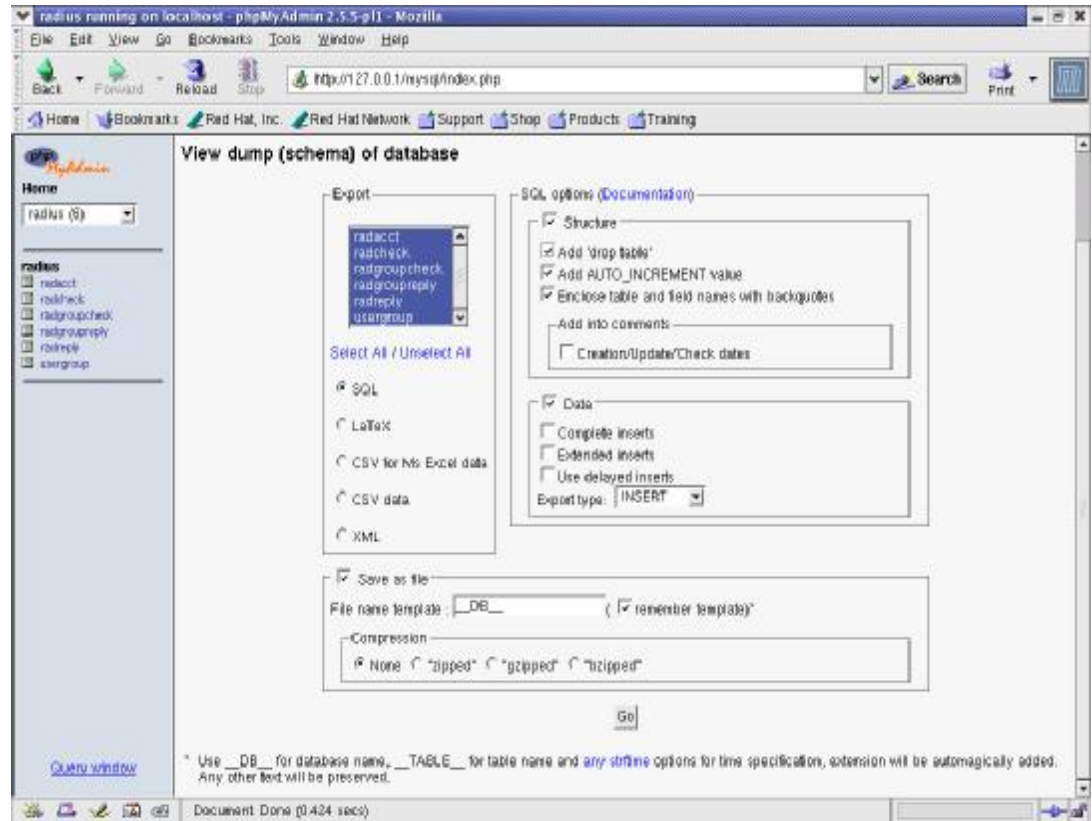 radius running on localhost - phpMyAdmin 2.5.5-pl1 - Mozilla
File Edit View Go Bookmarks Tools Window Help
Back Forward Reload Stop http://127.0.0.1/mysql/index.php Search Print
Home Bookmarks Red Hat, Inc. Red Hat Network Support Shop Products Training
php
MyAdmin
Home
radius (6)
radius
radacct
radcheck
radgroupcheck
radgroupreply
radreply
usergroup
Query window
View dump (schema) of database
Export
radacct
radcheck
radgroupcheck
radgroupreply
radreply
usergroup
Select All / Unselect All
SQL
LaTeX
CSV for Ms Excel data
CSV data
XML
SQL options (Documentation)
Structure
Add 'drop table'
Add AUTO_INCREMENT value
Enclose table and field names with backquotes
Add into comments
Creation/Update/Check dates
Data
Complete inserts
Extended inserts
Use delayed inserts
Export type: INSERT
Save as file
File name template : __DB__ ( remember template)*
Compression
None "zipped" "gzipped" "bzipped"
Go
* Use __DB__ for database name, __TABLE__ for table name and any strftime options for time specification, extension will be automagically added.
Any other text will be preserved.
Document: Done (0.424 secs)